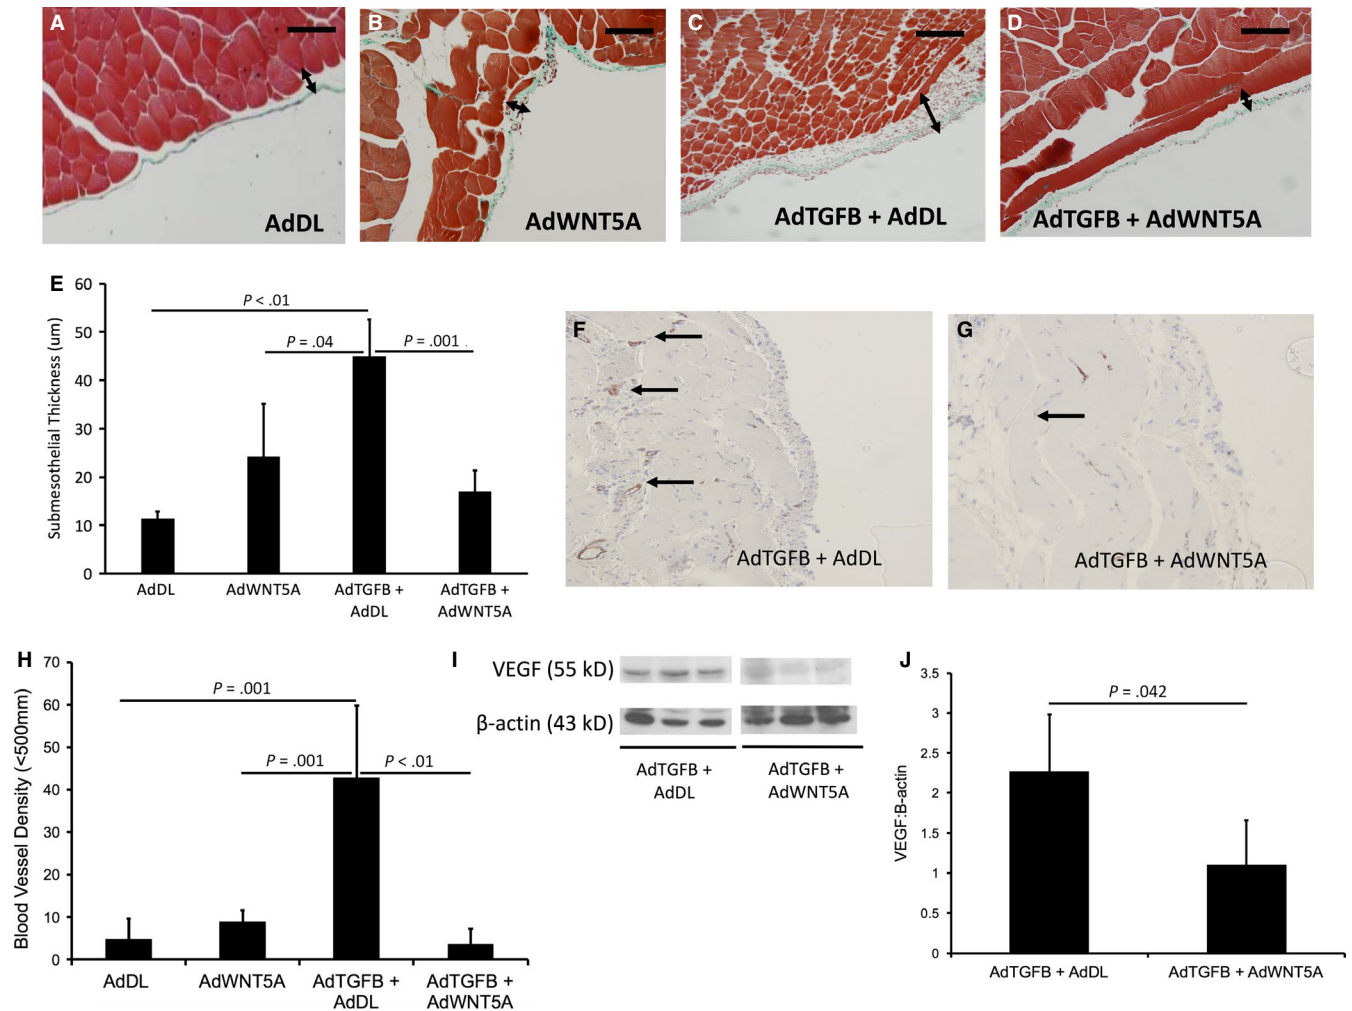 A
AdDL
B
AdWNT5A
C
AdTGFB + AdDL
D
AdTGFB + AdWNT5A
E
Submesothelial Thickness (um)
60
50
40
30
20
10
0
P < .01
P = .04
P = .001
AdDL
AdWNT5A
AdTGFB +
AdDL
AdTGFB +
AdWNT5A
F
AdTGFB + AdDL
G
AdTGFB + AdWNT5A
H
Blood Vessel Density (<500mm)
70
60
50
40
30
20
10
0
P = .001
P = .001
P < .01
AdDL
AdWNT5A
AdTGFB +
AdDL
AdTGFB +
AdWNT5A
I
VEGF (55 kD)
β-actin (43 kD)
AdTGFB +
AdDL
AdTGFB +
AdWNT5A
J
VEGF:B-actin
3.5
3
2.5
2
1.5
1
0.5
0
P = .042
AdTGFB + AdDL
AdTGFB + AdWNT5A